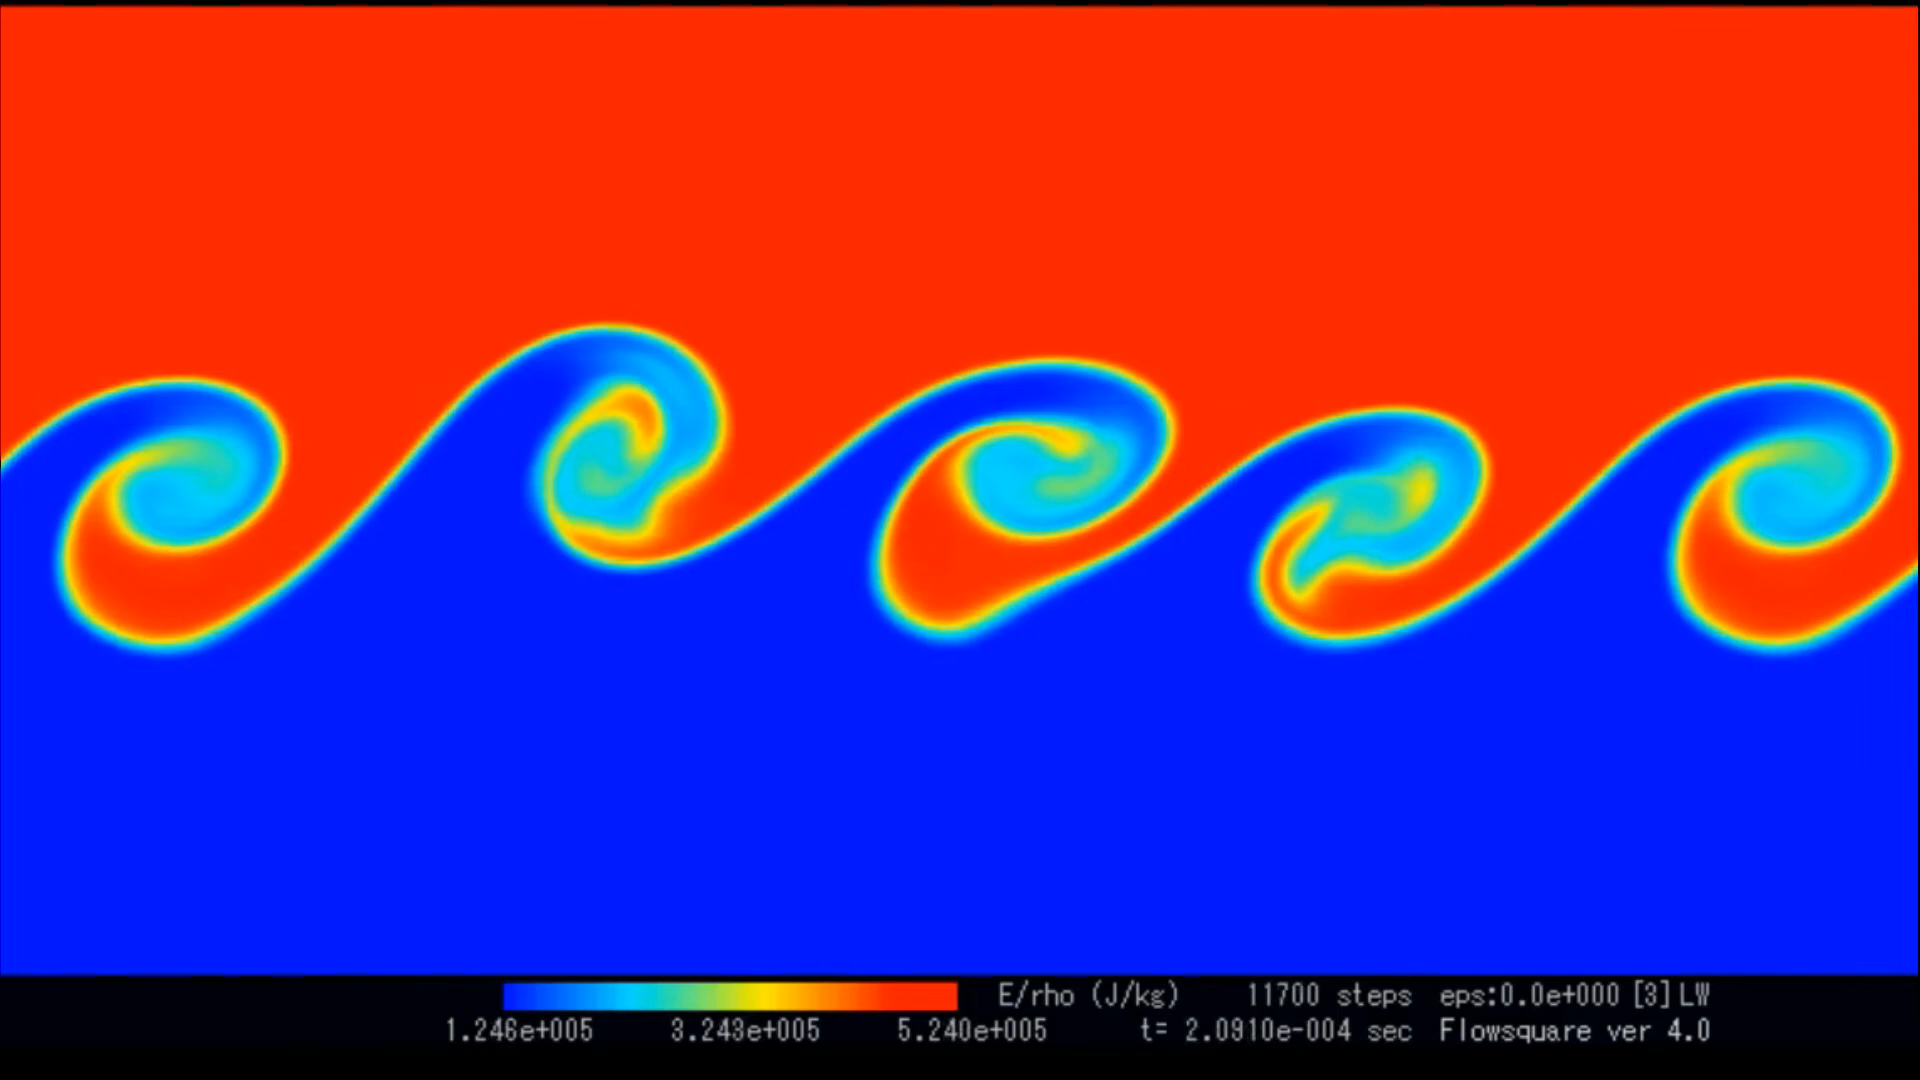 E/rho (J/kg) 11700 steps eps:0.0e+000 [3]LW
1.246e+005 3.243e+005 5.240e+005 t= 2.0910e-004 sec Flowsquare ver 4.0